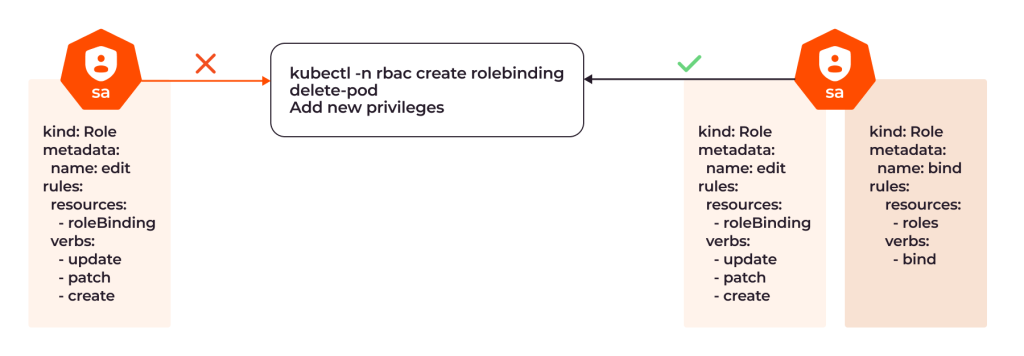 sa
kind: Role
metadata:
name: edit
rules:
resources:
- roleBinding
verbs:
- update
- patch
- create
kubectl -n rbac create rolebinding
delete-pod
Add new privileges
sa
kind: Role
metadata:
name: edit
rules:
resources:
- roleBinding
verbs:
- update
- patch
- create
kind: Role
metadata:
name: bind
rules:
resources:
- roles
verbs:
- bind